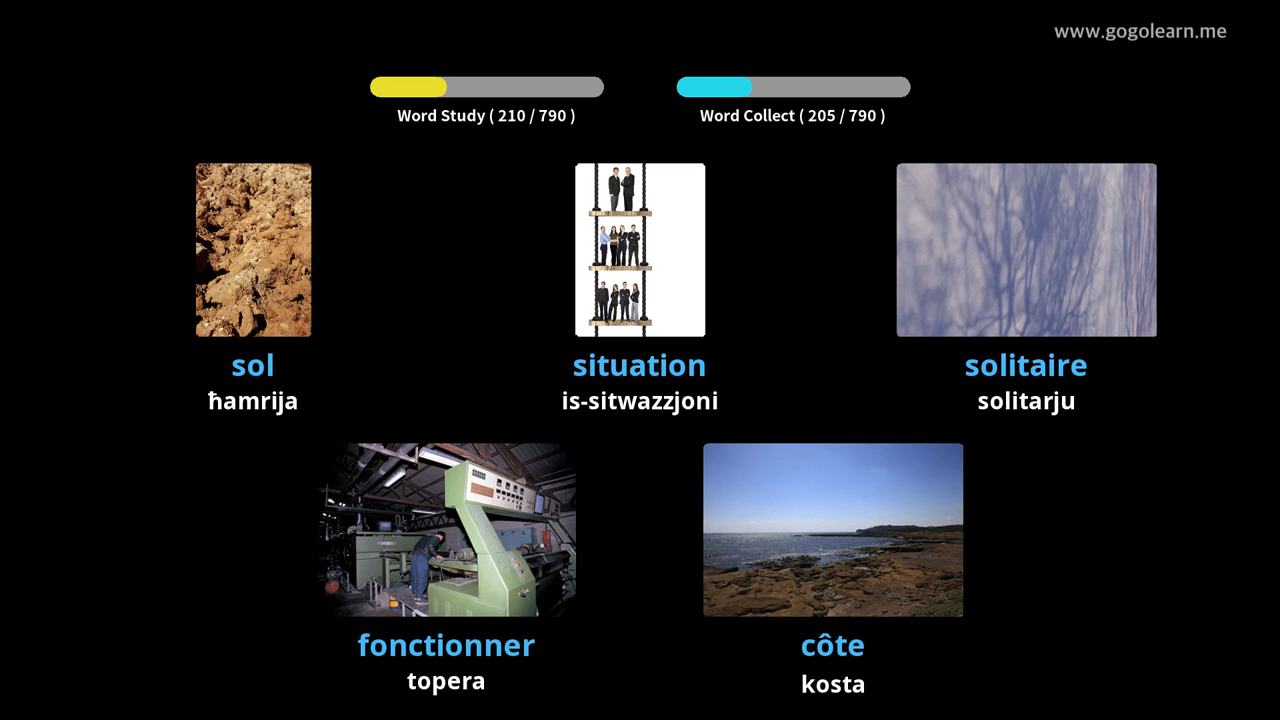 www.gogolearn.me
Word Study ( 210 / 790 )
Word Collect ( 205 / 790 )
sol
ħamrija
situation
is-sitwazzjoni
solitaire
solitarju
fonctionner
topera
côte
kosta